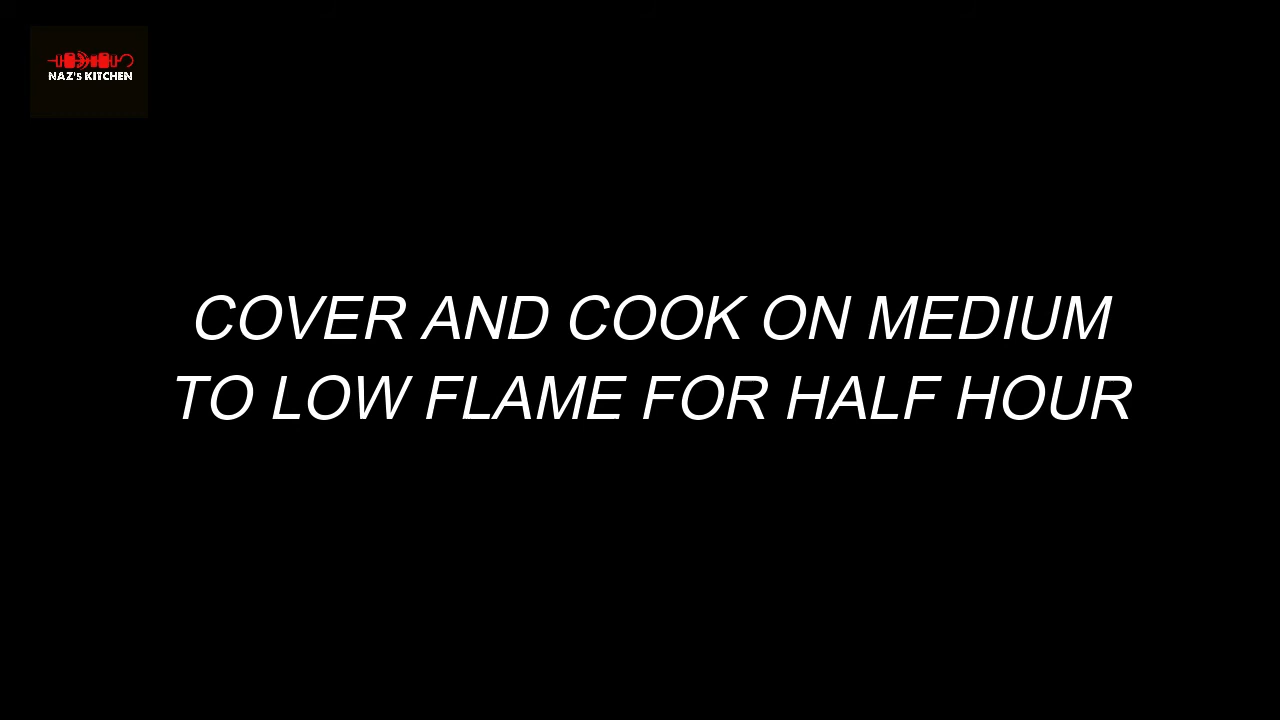 NAZ's KITCHEN
COVER AND COOK ON MEDIUM
TO LOW FLAME FOR HALF HOUR